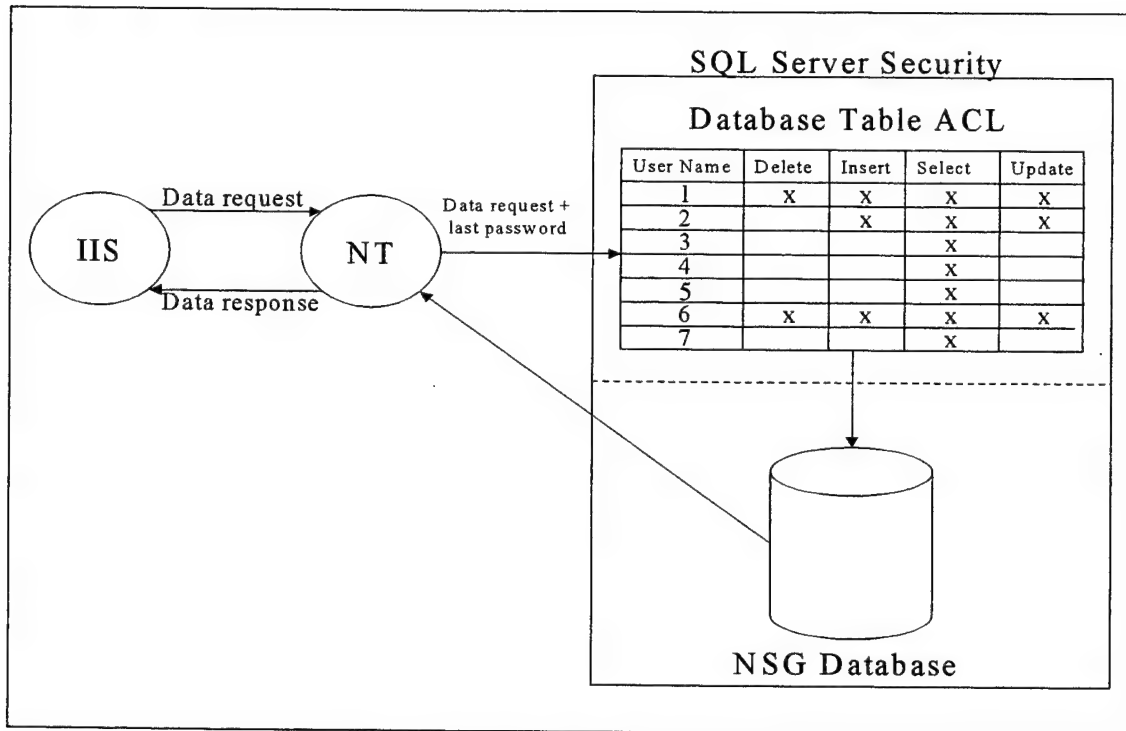 SQL Server Security
Database Table ACL
User Name Delete Insert Select Update
1 x x x x
2 x x x
3 x
4 x
5 x
6 x x x x
7 x
Data request
Data request +
last password
IIS
NT
Data response
NSG Database